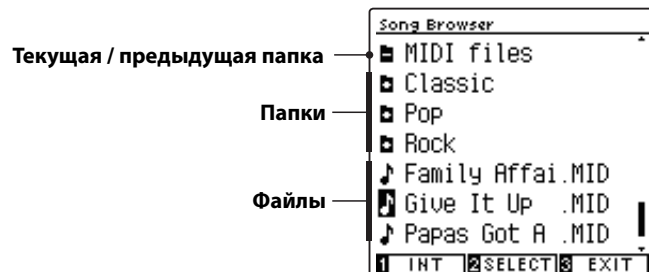 Song Browser
Текущая / предыдущая папка
MIDI files
Classic
Папки
Pop
Rock
Family Affai.MID
Файлы
Give It Up .MID
Papas Got A .MID
1 INT 2 SELECT 3 EXIT